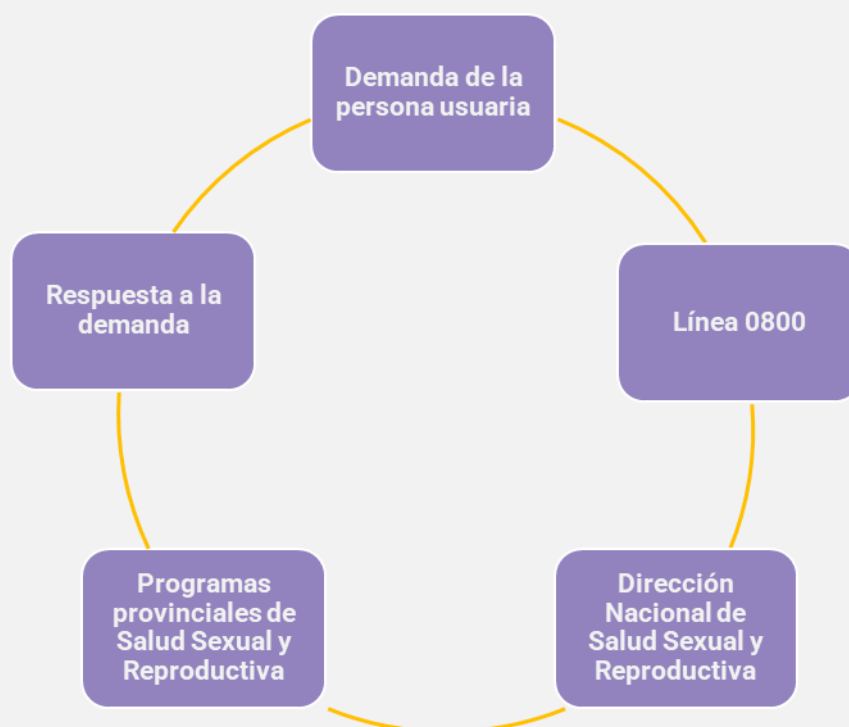 Demanda de la
persona usuaria
Línea 0800
Dirección
Nacional de
Salud Sexual y
Reproductiva
Programas
provinciales de
Salud Sexual y
Reproductiva
Respuesta a la
demanda